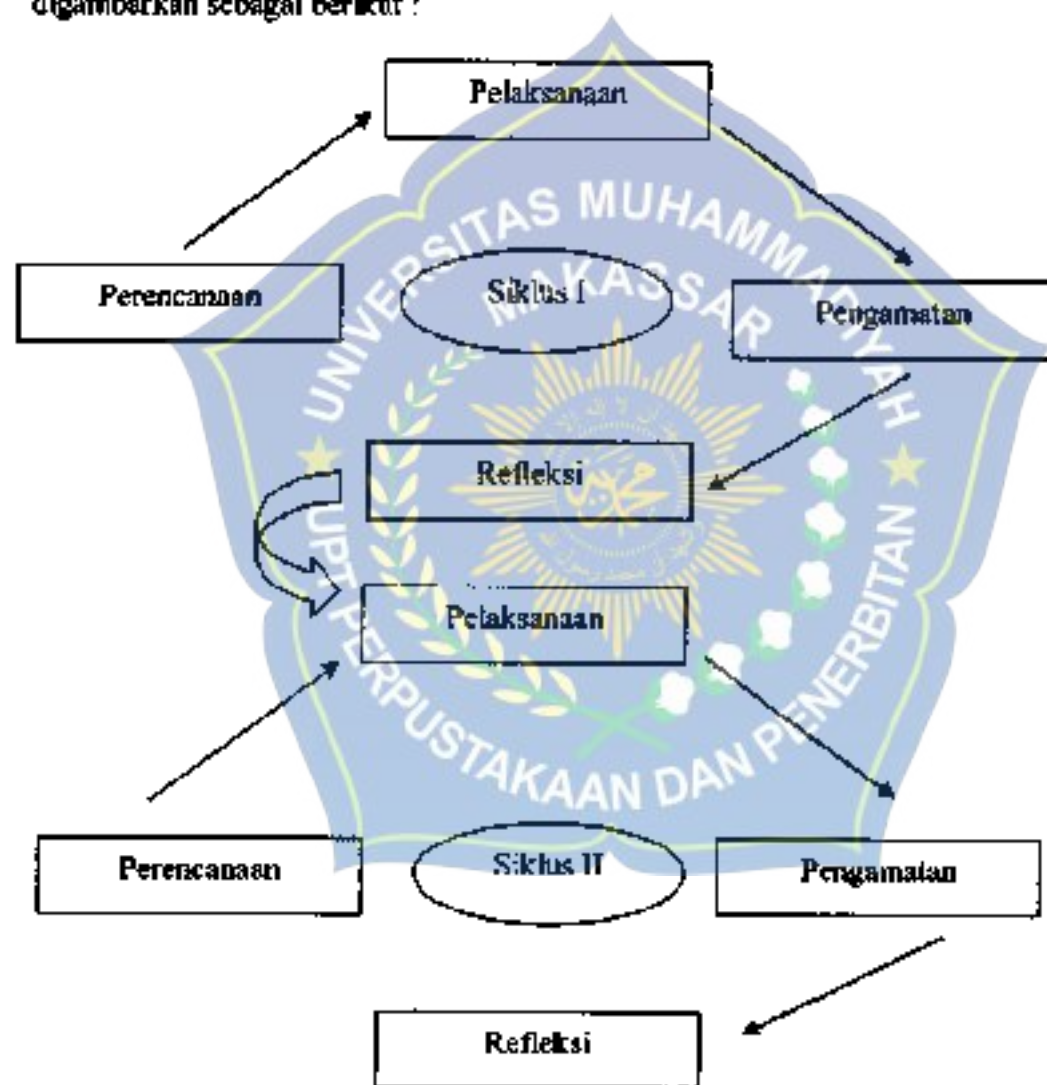 digambarkan sebagai berikut :
Pelaksanaan
UNIVERSITAS MUHAMMADIYAH
MAKASSAR
Perencanaan
Siklus I
Pengamatan
Refleksi
Pelaksanaan
UPT PERPUSTAKAAN DAN PENERBITAN
Perencanaan
Siklus II
Pengamatan
Refleksi